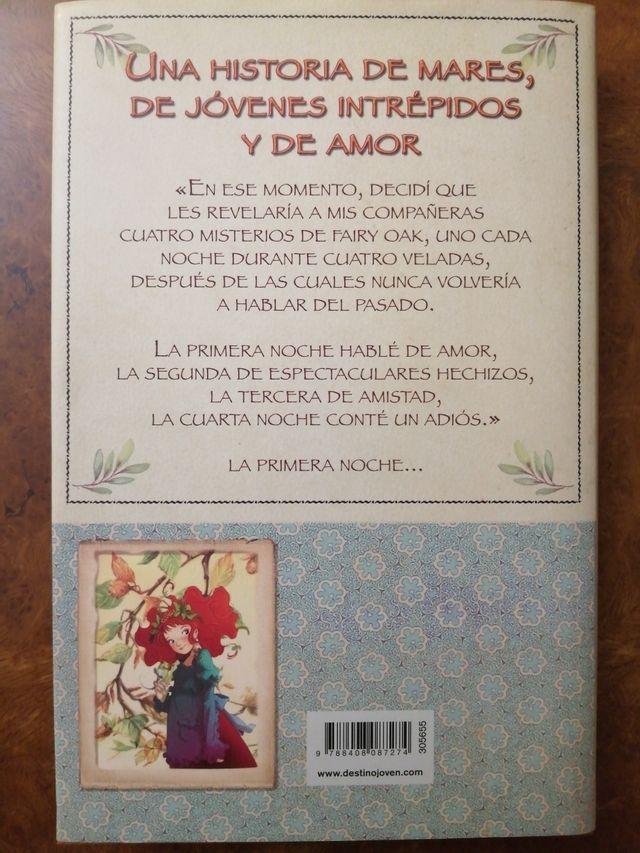 UNA HISTORIA DE MARES,
DE JÓVENES INTRÉPIDOS
Y DE AMOR
«EN ESE MOMENTO, DECIDÍ QUE
LES REVELARÍA A MIS COMPAÑERAS
CUATRO MISTERIOS DE FAIRY OAK, UNO CADA
NOCHE DURANTE CUATRO VELADAS,
DESPUÉS DE LAS CUALES NUNCA VOLVERÍA
A HABLAR DEL PASADO.
LA PRIMERA NOCHE HABLÉ DE AMOR,
LA SEGUNDA DE ESPECTACULARES HECHIZOS,
LA TERCERA DE AMISTAD,
LA CUARTA NOCHE CONTÉ UN ADIÓS.»
LA PRIMERA NOCHE...
305655
9 788408 087274
www.destinojoven.com